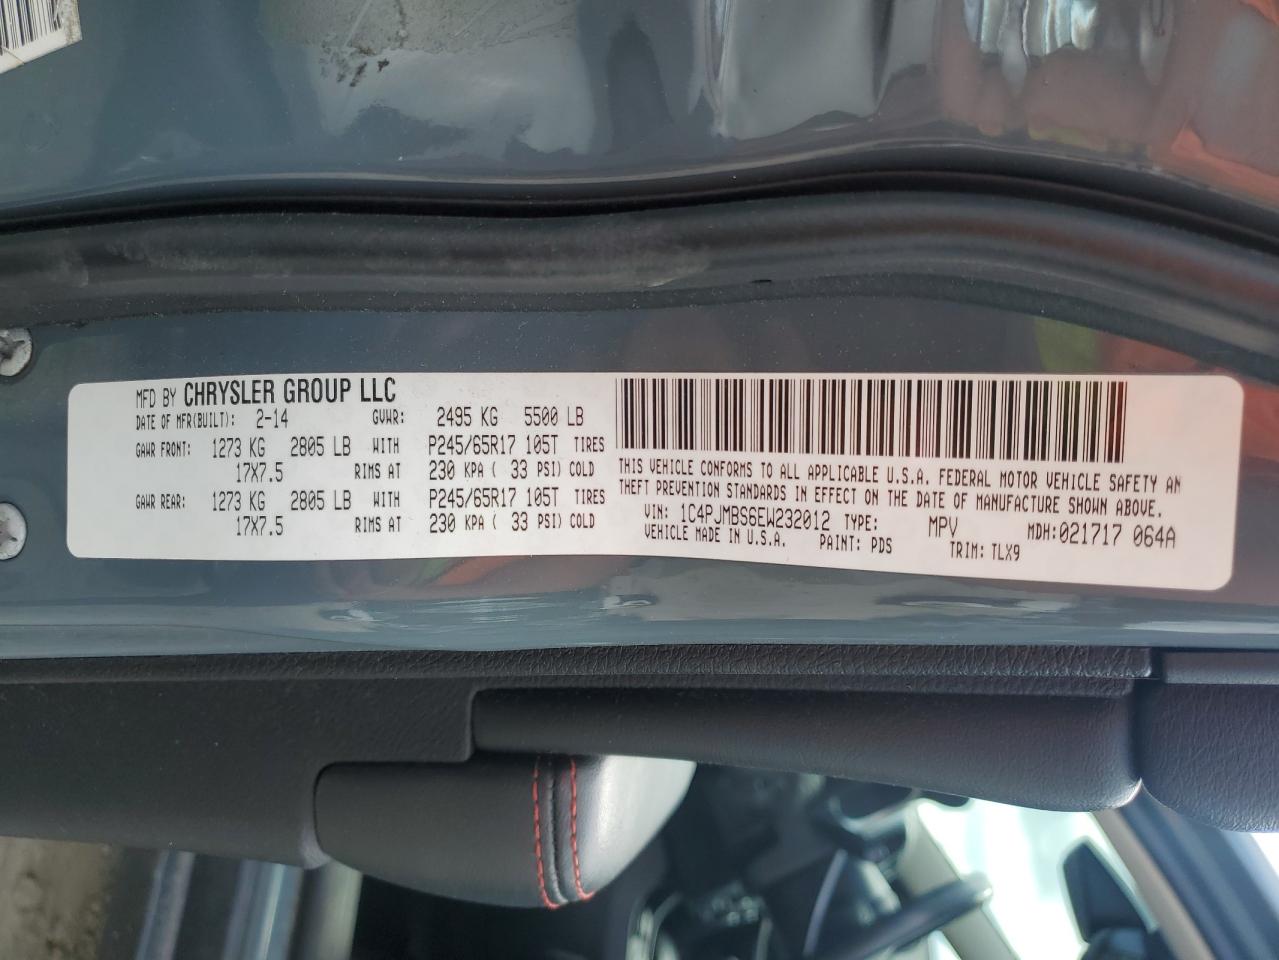 MFD BY CHRYSLER GROUP LLC
DATE OF MFR(BUILT): 2-14 GVWR: 2495 KG 5500 LB
GAWR FRONT: 1273 KG 2805 LB WITH P245/65R17 105T TIRES
17X7.5 RIMS AT 230 KPA ( 33 PSI) COLD
GAWR REAR: 1273 KG 2805 LB WITH P245/65R17 105T TIRES
17X7.5 RIMS AT 230 KPA ( 33 PSI) COLD
THIS VEHICLE CONFORMS TO ALL APPLICABLE U.S.A. FEDERAL MOTOR VEHICLE SAFETY AN
THEFT PREVENTION STANDARDS IN EFFECT ON THE DATE OF MANUFACTURE SHOWN ABOVE.
VIN: 1C4PJMBS6EW232012 TYPE: MPV MDH:021717 064A
VEHICLE MADE IN U.S.A. PAINT: PDS TRIM: TLX9